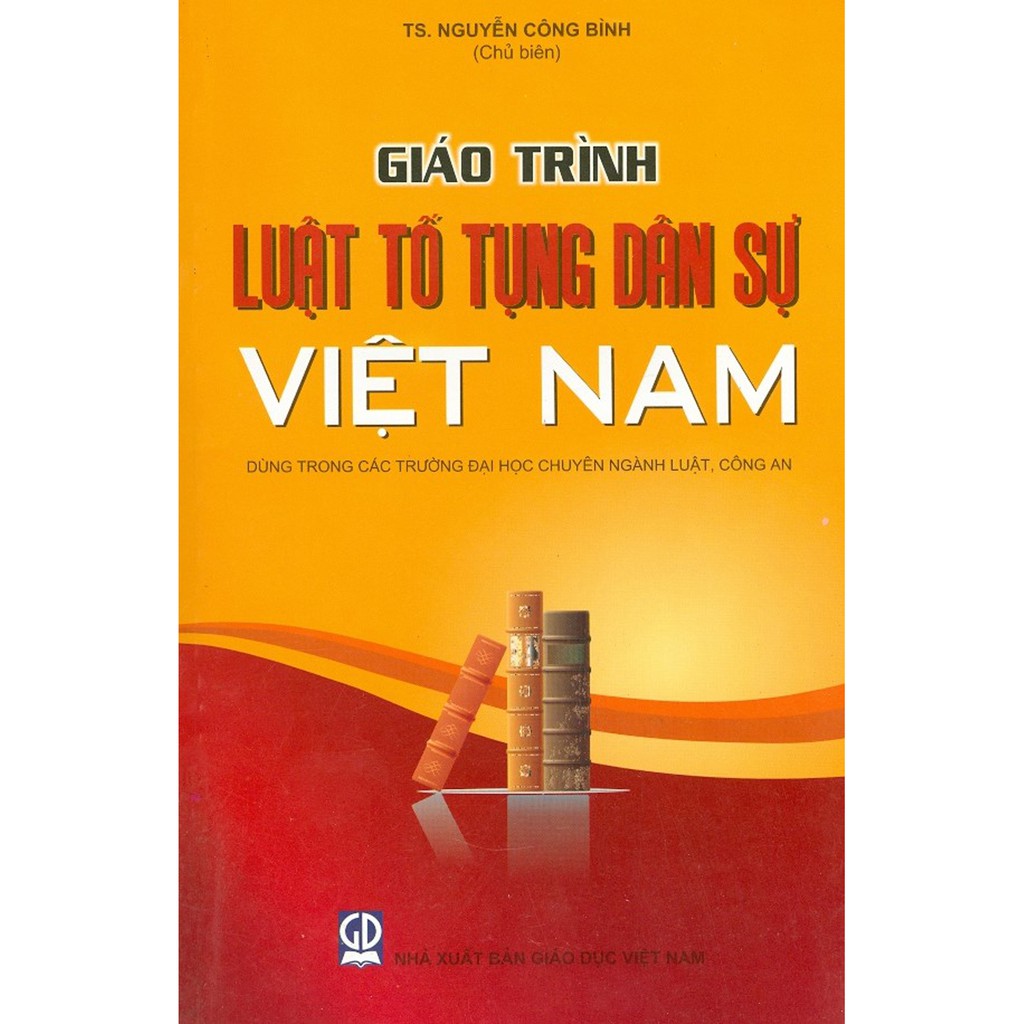 TS. NGUYỄN CÔNG BÌNH
(Chủ biên)
GIÁO TRÌNH
LUẬT TỐ TỤNG DÂN SỰ
VIỆT NAM
DÙNG TRONG CÁC TRƯỜNG ĐẠI HỌC CHUYÊN NGÀNH LUẬT, CÔNG AN
GD
NHÀ XUẤT BẢN GIÁO DỤC VIỆT NAM